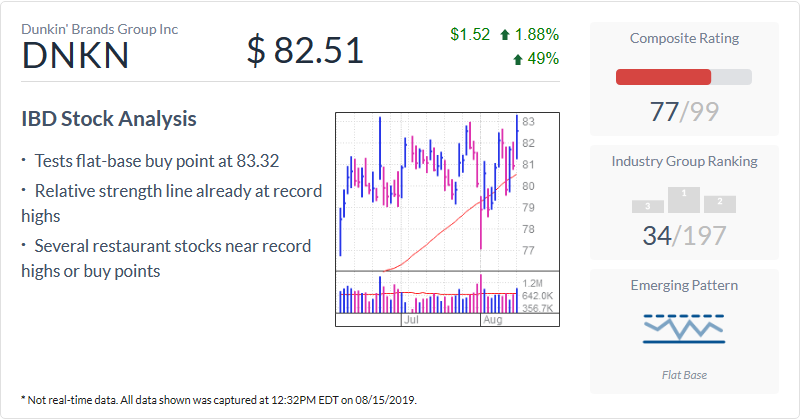 Dunkin' Brands Group Inc
DNKN
$ 82.51
$1.52 1.88%
49%
IBD Stock Analysis
· Tests flat-base buy point at 83.32
· Relative strength line already at record
highs
· Several restaurant stocks near record
highs or buy points
83
82
81
80
79
78
77
1.2M
642.0K
356.7K
Jul
Aug
Composite Rating
77/99
Industry Group Ranking
3
1
2
34/197
Emerging Pattern
Flat Base
* Not real-time data. All data shown was captured at 12:32PM EDT on 08/15/2019.